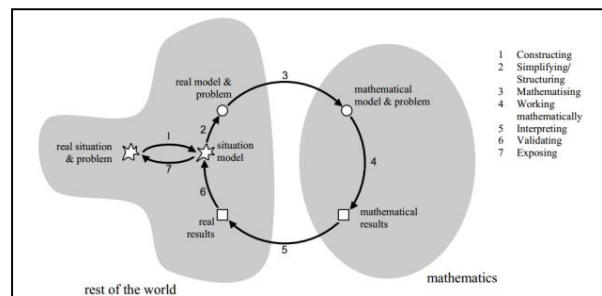 real model &
problem
3
mathematical
model & problem
1 Constructing
2 Simplifying/
Structuring
3 Mathematising
4 Working
mathematically
5 Interpreting
6 Validating
7 Exposing
real situation
& problem
1
2
situation
model
7
6
4
real
results
mathematical
results
5
rest of the world
mathematics